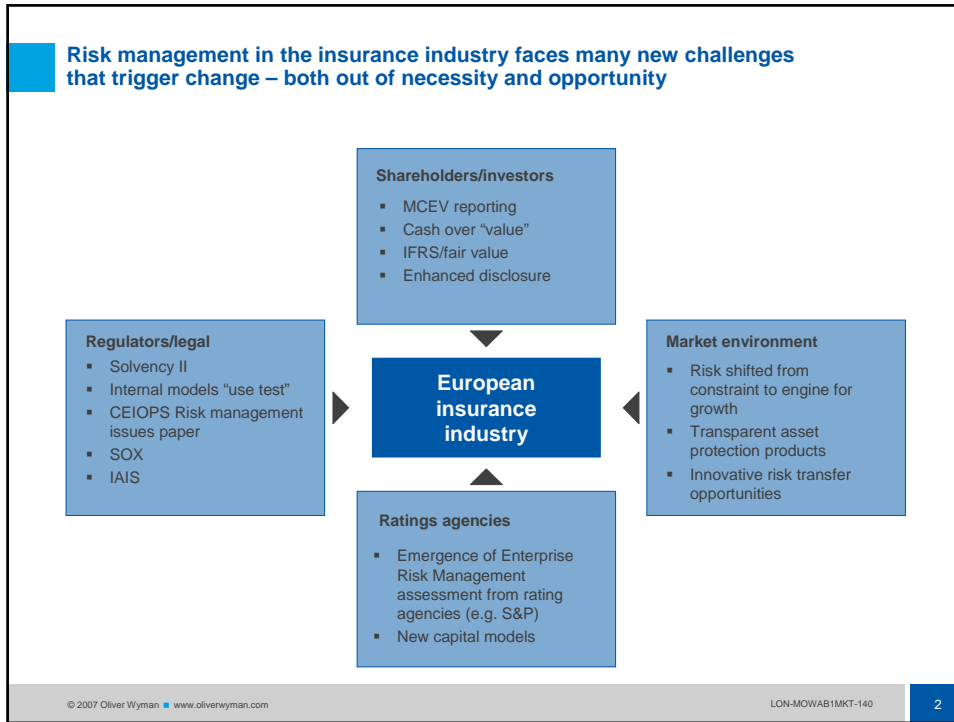 Risk management in the insurance industry faces many new challenges
that trigger change – both out of necessity and opportunity
Shareholders/investors
▪ MCEV reporting
▪ Cash over “value”
▪ IFRS/fair value
▪ Enhanced disclosure
Regulators/legal
▪ Solvency II
▪ Internal models “use test”
▪ CEIOPS Risk management
issues paper
▪ SOX
▪ IAIS
European
insurance
industry
Market environment
▪ Risk shifted from
constraint to engine for
growth
▪ Transparent asset
protection products
▪ Innovative risk transfer
opportunities
Ratings agencies
▪ Emergence of Enterprise
Risk Management
assessment from rating
agencies (e.g. S&P)
▪ New capital models
© 2007 Oliver Wyman ■ www.oliverwyman.com
LON-MOWAB1MKT-140
2